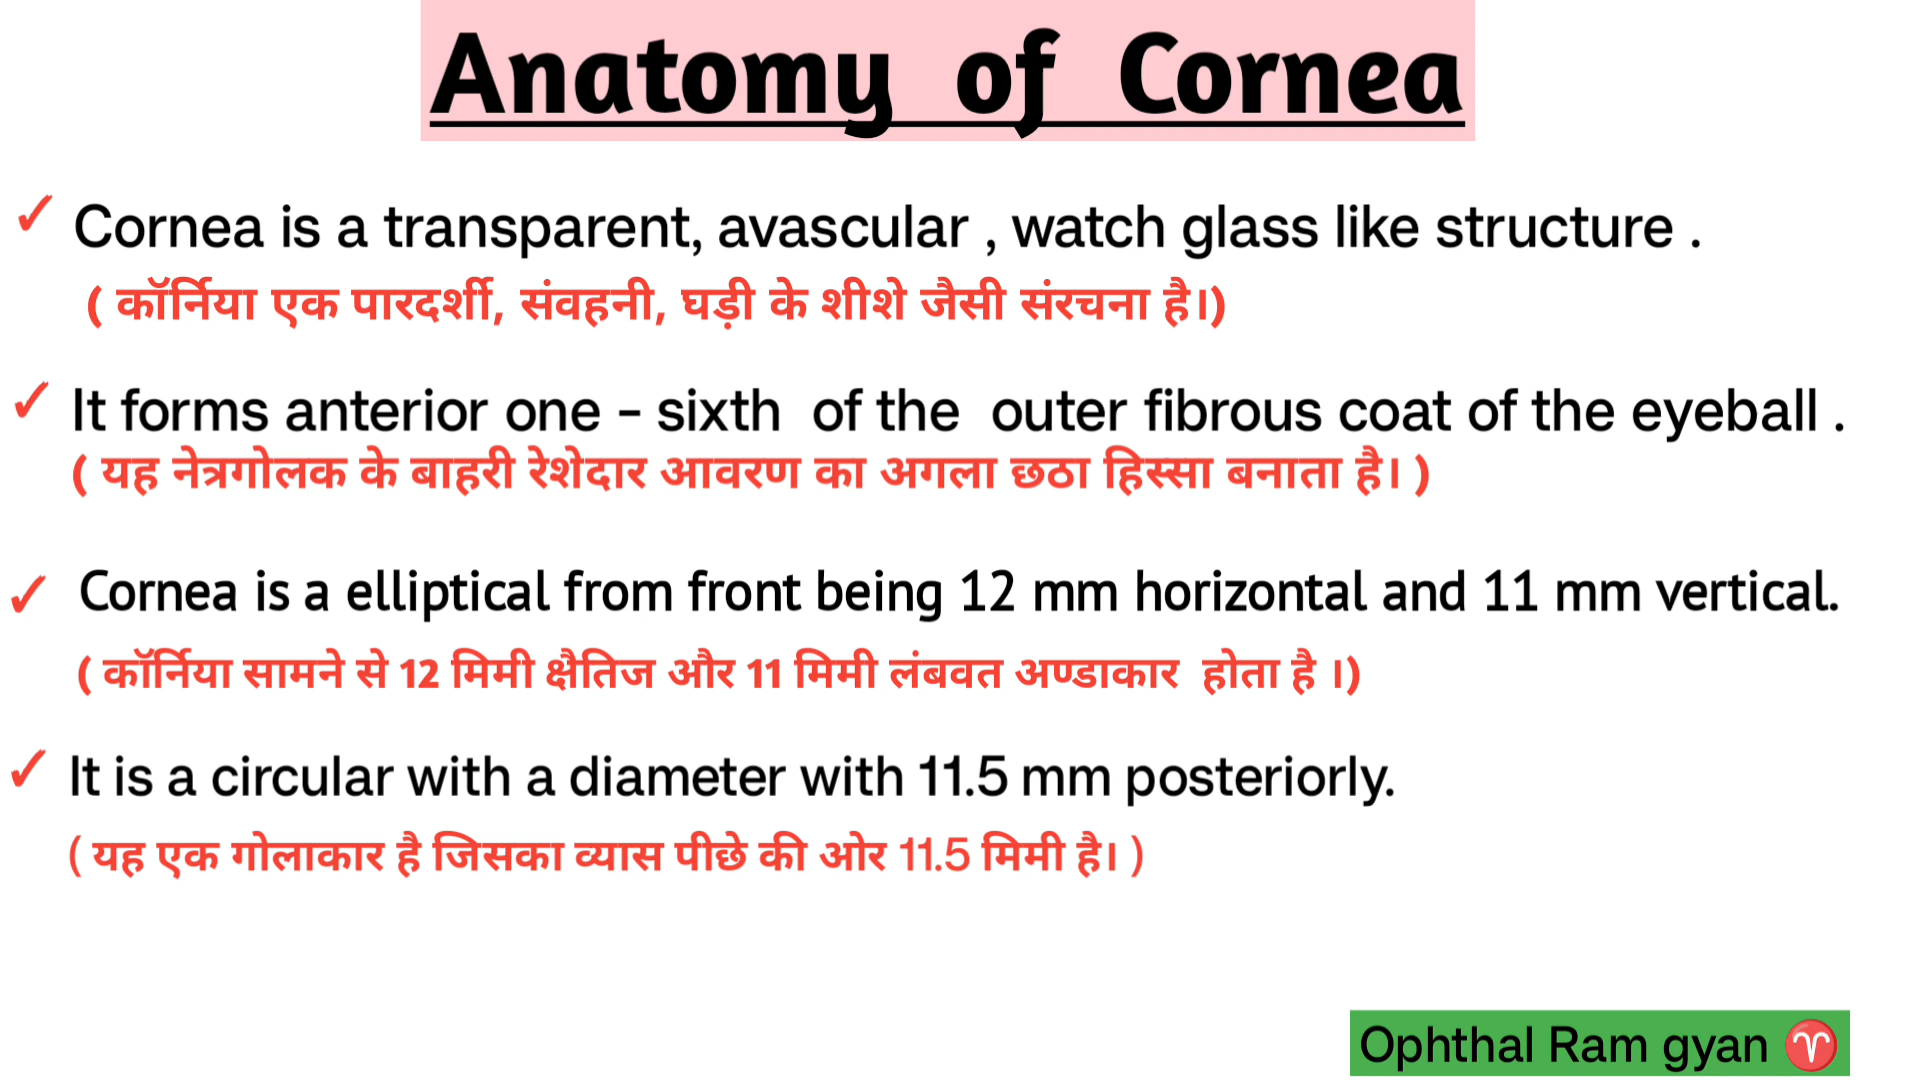 Anatomy of Cornea
✓ Cornea is a transparent, avascular , watch glass like structure .
( कॉर्निया एक पारदर्शी, संवहनी, घड़ी के शीशे जैसी संरचना है।)
✓ It forms anterior one - sixth of the outer fibrous coat of the eyeball .
( यह नेत्रगोलक के बाहरी रेशेदार आवरण का अगला छठा हिस्सा बनाता है। )
✓ Cornea is a elliptical from front being 12 mm horizontal and 11 mm vertical.
( कॉर्निया सामने से 12 मिमी क्षैतिज और 11 मिमी लंबवत अण्डाकार होता है ।)
✓ It is a circular with a diameter with 11.5 mm posteriorly.
( यह एक गोलाकार है जिसका व्यास पीछे की ओर 11.5 मिमी है। )
Ophthal Ram gyan ♈